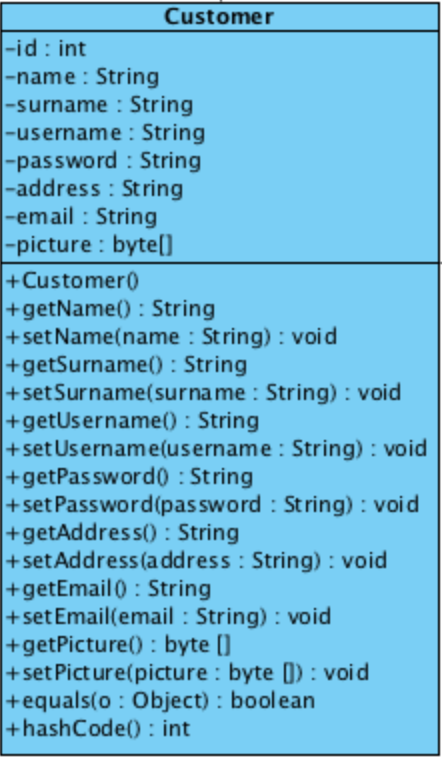 Customer
-id : int
-name : String
-surname : String
-username : String
-password : String
-address : String
-email : String
-picture : byte[]
+Customer()
+getName() : String
+setName(name : String) : void
+getSurname() : String
+setSurname(surname : String) : void
+getUsername() : String
+setUsername(username : String) : void
+getPassword() : String
+setPassword(password : String) : void
+getAddress() : String
+setAddress(address : String) : void
+getEmail() : String
+setEmail(email : String) : void
+getPicture() : byte []
+setPicture(picture : byte []) : void
+equals(o : Object) : boolean
+hashCode() : int